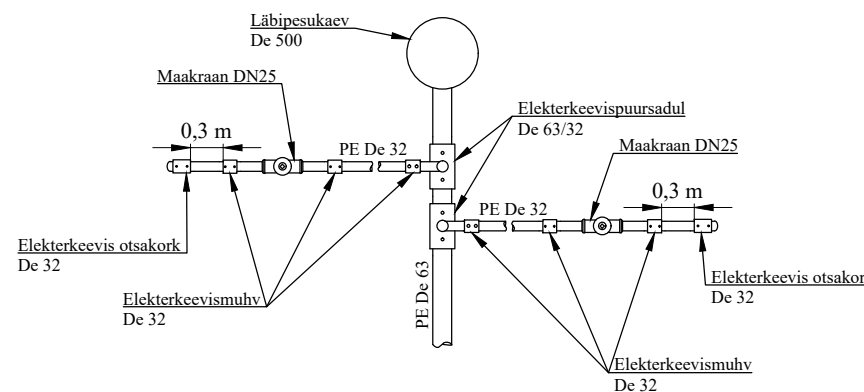 Läbipesukaev
De 500
Maakraan DN25
0,3 m
PE De 32
Elekterkeevispuursadul
De 63/32
Maakraan DN25
0,3 m
PE De 32
Elekterkeevis otsakork
De 32
Elekterkeevismuhv
De 32
PE De 63
Elekterkeevis otsakor
De 32
Elekterkeevismuhv
De 32